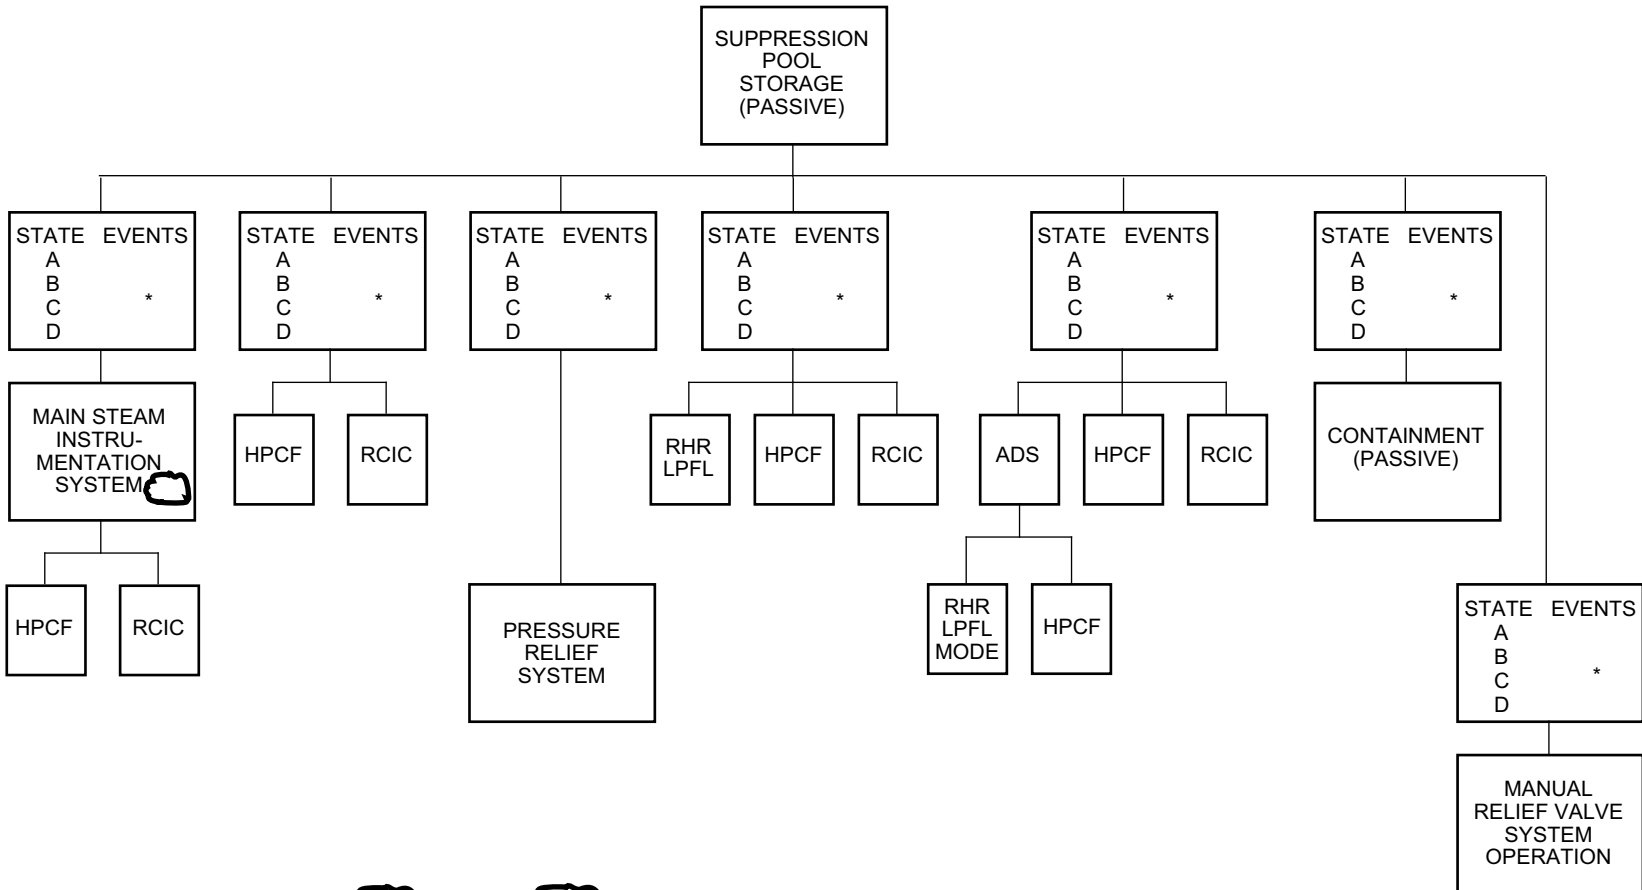 SUPPRESSION
POOL
STORAGE
(PASSIVE)
STATE EVENTS
A
B
C *
D
STATE EVENTS
A
B
C *
D
STATE EVENTS
A
B
C *
D
STATE EVENTS
A
B
C *
D
STATE EVENTS
A
B
C *
D
STATE EVENTS
A
B
C *
D
MAIN STEAM
INSTRU-
MENTATION
SYSTEM
HPCF
RCIC
HPCF
RCIC
PRESSURE
RELIEF
SYSTEM
RHR
LPFL
HPCF
RCIC
ADS
HPCF
RCIC
RHR
LPFL
MODE
HPCF
CONTAINMENT
(PASSIVE)
STATE EVENTS
A
B
C *
D
MANUAL
RELIEF VALVE
SYSTEM
OPERATION